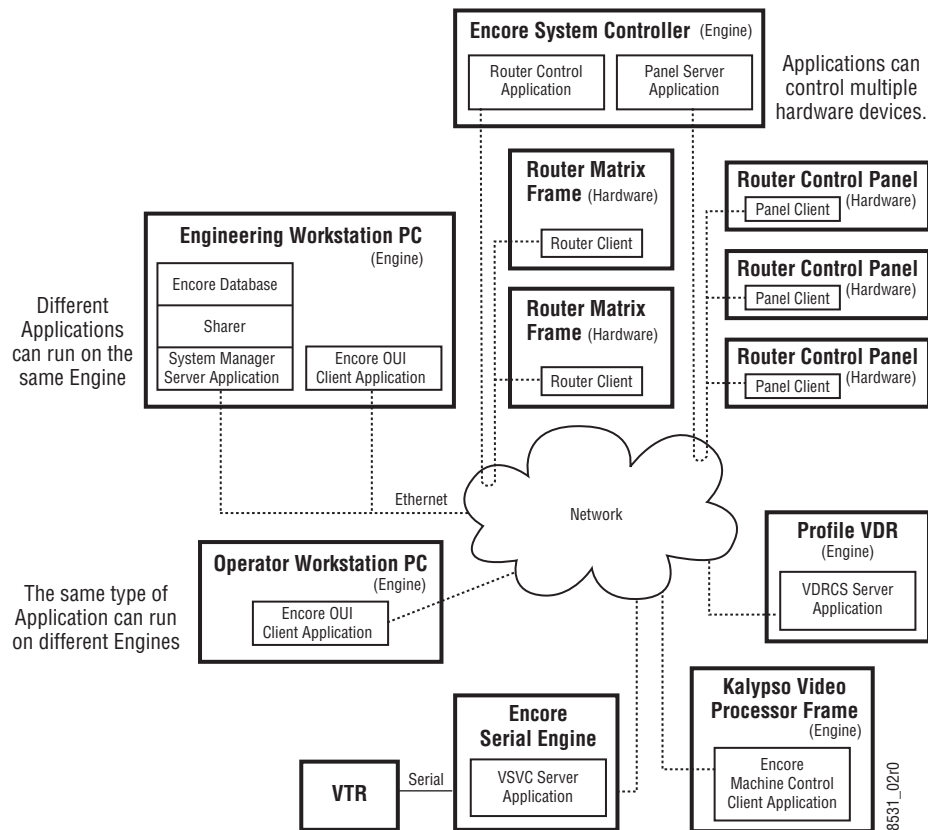 Encore System Controller (Engine)
Router Control
Application
Panel Server
Application
Applications can
control multiple
hardware devices.
Router Matrix
Frame (Hardware)
Router Client
Router Control Panel
(Hardware)
Panel Client
Engineering Workstation PC
(Engine)
Encore Database
Sharer
System Manager
Server Application
Encore OUI
Client Application
Different
Applications
can run on the
same Engine
Router Control Panel
(Hardware)
Panel Client
Router Matrix
Frame (Hardware)
Router Client
Router Control Panel
(Hardware)
Panel Client
Ethernet
Network
Operator Workstation PC
(Engine)
Encore OUI
Client Application
The same type of
Application can run
on different Engines
Profile VDR
(Engine)
VDRCS Server
Application
Kalypso Video
Processor Frame
(Engine)
Encore
Machine Control
Client Application
Encore
Serial Engine
VSVC Server
Application
Serial
VTR
8531_02r0